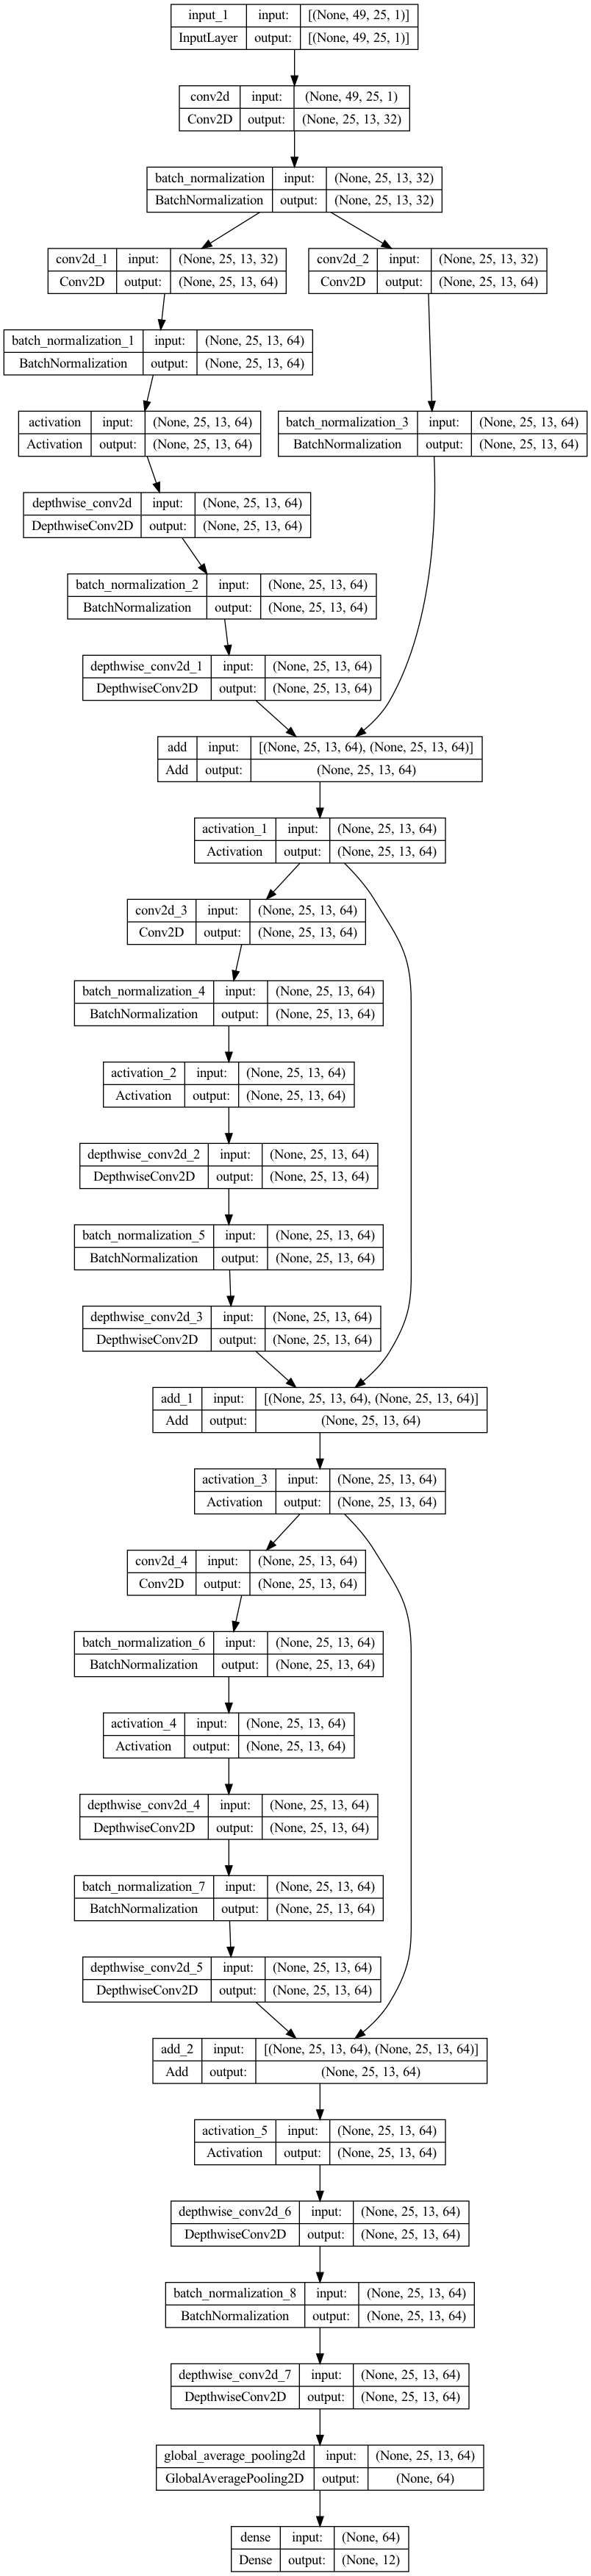 input_1 input: [(None, 49, 25, 1)]
InputLayer output: [(None, 49, 25, 1)]
conv2d input: (None, 49, 25, 1)
Conv2D output: (None, 25, 13, 32)
batch_normalization input: (None, 25, 13, 32)
BatchNormalization output: (None, 25, 13, 32)
conv2d_1 input: (None, 25, 13, 32)
Conv2D output: (None, 25, 13, 64)
conv2d_2 input: (None, 25, 13, 32)
Conv2D output: (None, 25, 13, 64)
batch_normalization_1 input: (None, 25, 13, 64)
BatchNormalization output: (None, 25, 13, 64)
activation input: (None, 25, 13, 64)
Activation output: (None, 25, 13, 64)
batch_normalization_3 input: (None, 25, 13, 64)
BatchNormalization output: (None, 25, 13, 64)
depthwise_conv2d input: (None, 25, 13, 64)
DepthwiseConv2D output: (None, 25, 13, 64)
batch_normalization_2 input: (None, 25, 13, 64)
BatchNormalization output: (None, 25, 13, 64)
depthwise_conv2d_1 input: (None, 25, 13, 64)
DepthwiseConv2D output: (None, 25, 13, 64)
add input: [(None, 25, 13, 64), (None, 25, 13, 64)]
Add output: (None, 25, 13, 64)
activation_1 input: (None, 25, 13, 64)
Activation output: (None, 25, 13, 64)
conv2d_3 input: (None, 25, 13, 64)
Conv2D output: (None, 25, 13, 64)
batch_normalization_4 input: (None, 25, 13, 64)
BatchNormalization output: (None, 25, 13, 64)
activation_2 input: (None, 25, 13, 64)
Activation output: (None, 25, 13, 64)
depthwise_conv2d_2 input: (None, 25, 13, 64)
DepthwiseConv2D output: (None, 25, 13, 64)
batch_normalization_5 input: (None, 25, 13, 64)
BatchNormalization output: (None, 25, 13, 64)
depthwise_conv2d_3 input: (None, 25, 13, 64)
DepthwiseConv2D output: (None, 25, 13, 64)
add_1 input: [(None, 25, 13, 64), (None, 25, 13, 64)]
Add output: (None, 25, 13, 64)
activation_3 input: (None, 25, 13, 64)
Activation output: (None, 25, 13, 64)
conv2d_4 input: (None, 25, 13, 64)
Conv2D output: (None, 25, 13, 64)
batch_normalization_6 input: (None, 25, 13, 64)
BatchNormalization output: (None, 25, 13, 64)
activation_4 input: (None, 25, 13, 64)
Activation output: (None, 25, 13, 64)
depthwise_conv2d_4 input: (None, 25, 13, 64)
DepthwiseConv2D output: (None, 25, 13, 64)
batch_normalization_7 input: (None, 25, 13, 64)
BatchNormalization output: (None, 25, 13, 64)
depthwise_conv2d_5 input: (None, 25, 13, 64)
DepthwiseConv2D output: (None, 25, 13, 64)
add_2 input: [(None, 25, 13, 64), (None, 25, 13, 64)]
Add output: (None, 25, 13, 64)
activation_5 input: (None, 25, 13, 64)
Activation output: (None, 25, 13, 64)
depthwise_conv2d_6 input: (None, 25, 13, 64)
DepthwiseConv2D output: (None, 25, 13, 64)
batch_normalization_8 input: (None, 25, 13, 64)
BatchNormalization output: (None, 25, 13, 64)
depthwise_conv2d_7 input: (None, 25, 13, 64)
DepthwiseConv2D output: (None, 25, 13, 64)
global_average_pooling2d input: (None, 25, 13, 64)
GlobalAveragePooling2D output: (None, 64)
dense input: (None, 64)
Dense output: (None, 12)